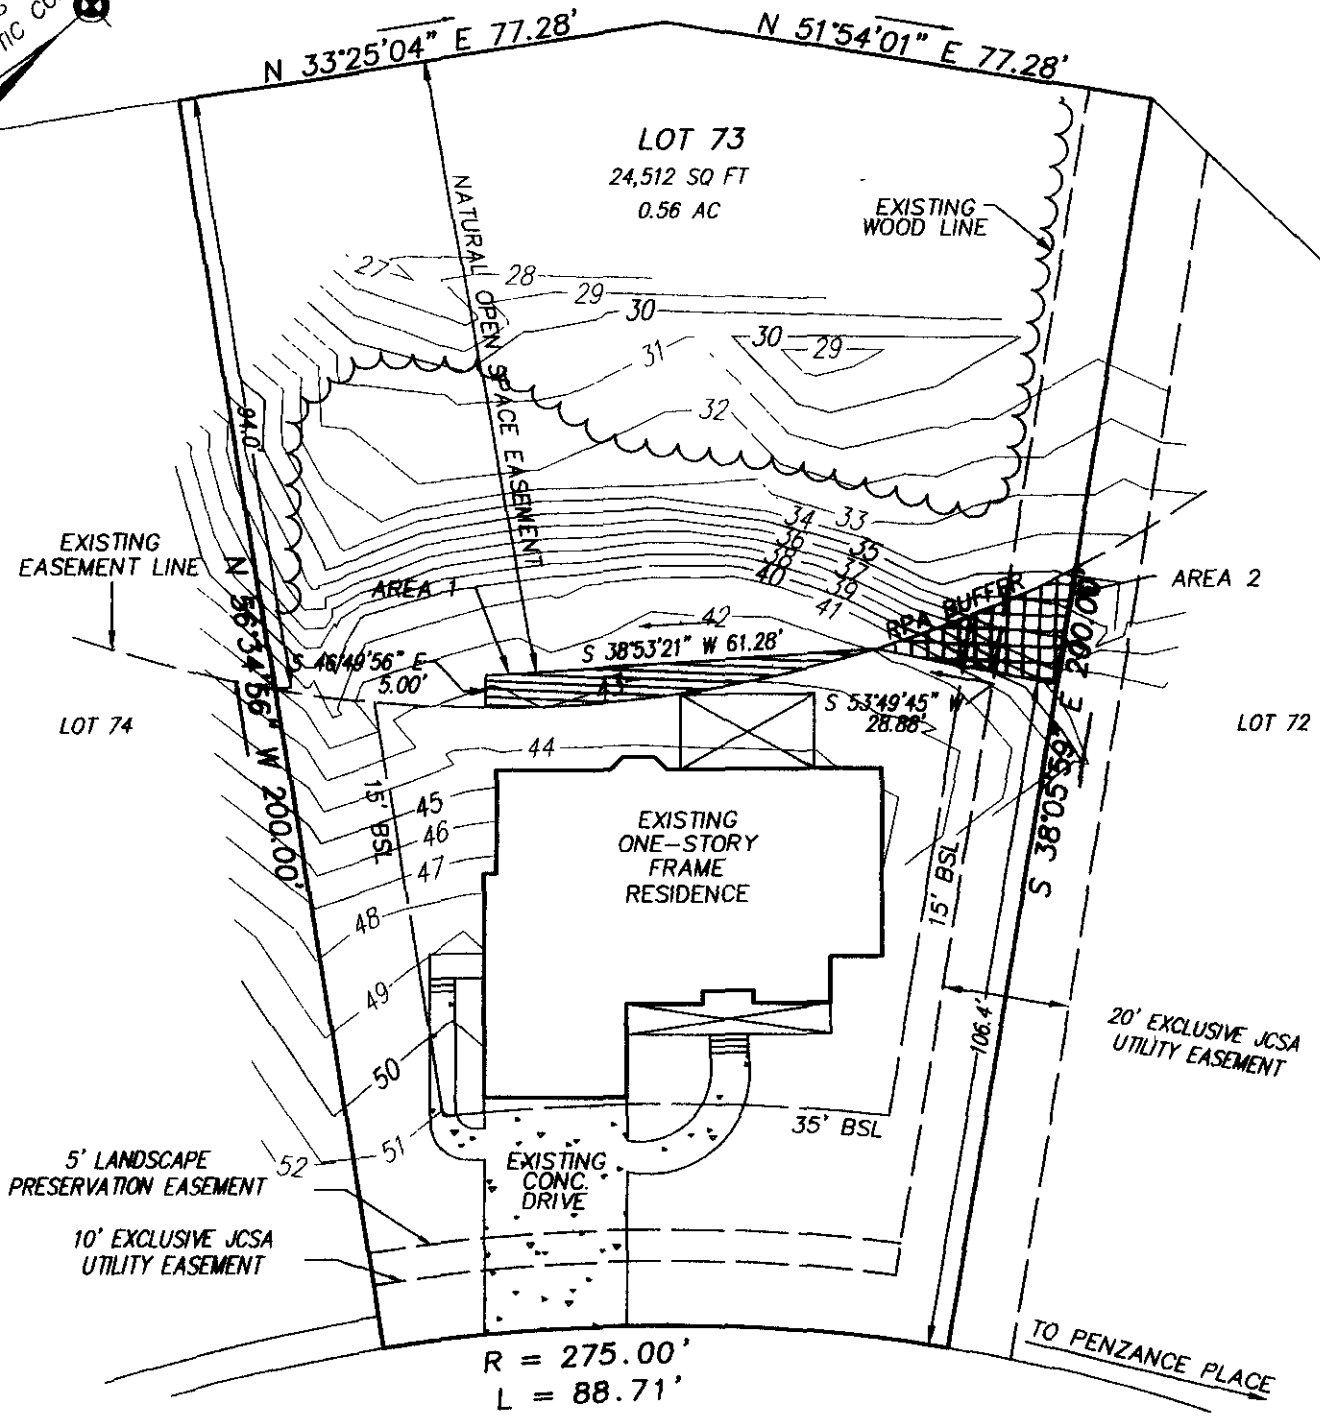 TIC CO
N 33°25'04" E 77.28'
N 51°54'01" E 77.28'
LOT 73
24,512 SQ FT
0.56 AC
EXISTING
WOOD LINE
NATURAL OPEN SPACE EASEMENT
27
28
29
30
30
29
31
32
94.0'
34
33
36
35
38
37
40
39
41
42
EXISTING
EASEMENT LINE
AREA 1
RPA BUFFER
AREA 2
N 56°34'56" W 200.00'
S 46°49'56" E
5.00'
S 38°53'21" W 61.28'
43
S 53°49'45" W
28.88'
S 38°05'59" E 200.00'
LOT 74
LOT 72
44
15' BSL
45
46
47
48
49
50
51
52
EXISTING
ONE-STORY
FRAME
RESIDENCE
15' BSL
106.4'
20' EXCLUSIVE JCSA
UTILITY EASEMENT
35' BSL
5' LANDSCAPE
PRESERVATION EASEMENT
EXISTING
CONC.
DRIVE
10' EXCLUSIVE JCSA
UTILITY EASEMENT
R = 275.00'
L = 88.71'
TO PENZANCE PLACE